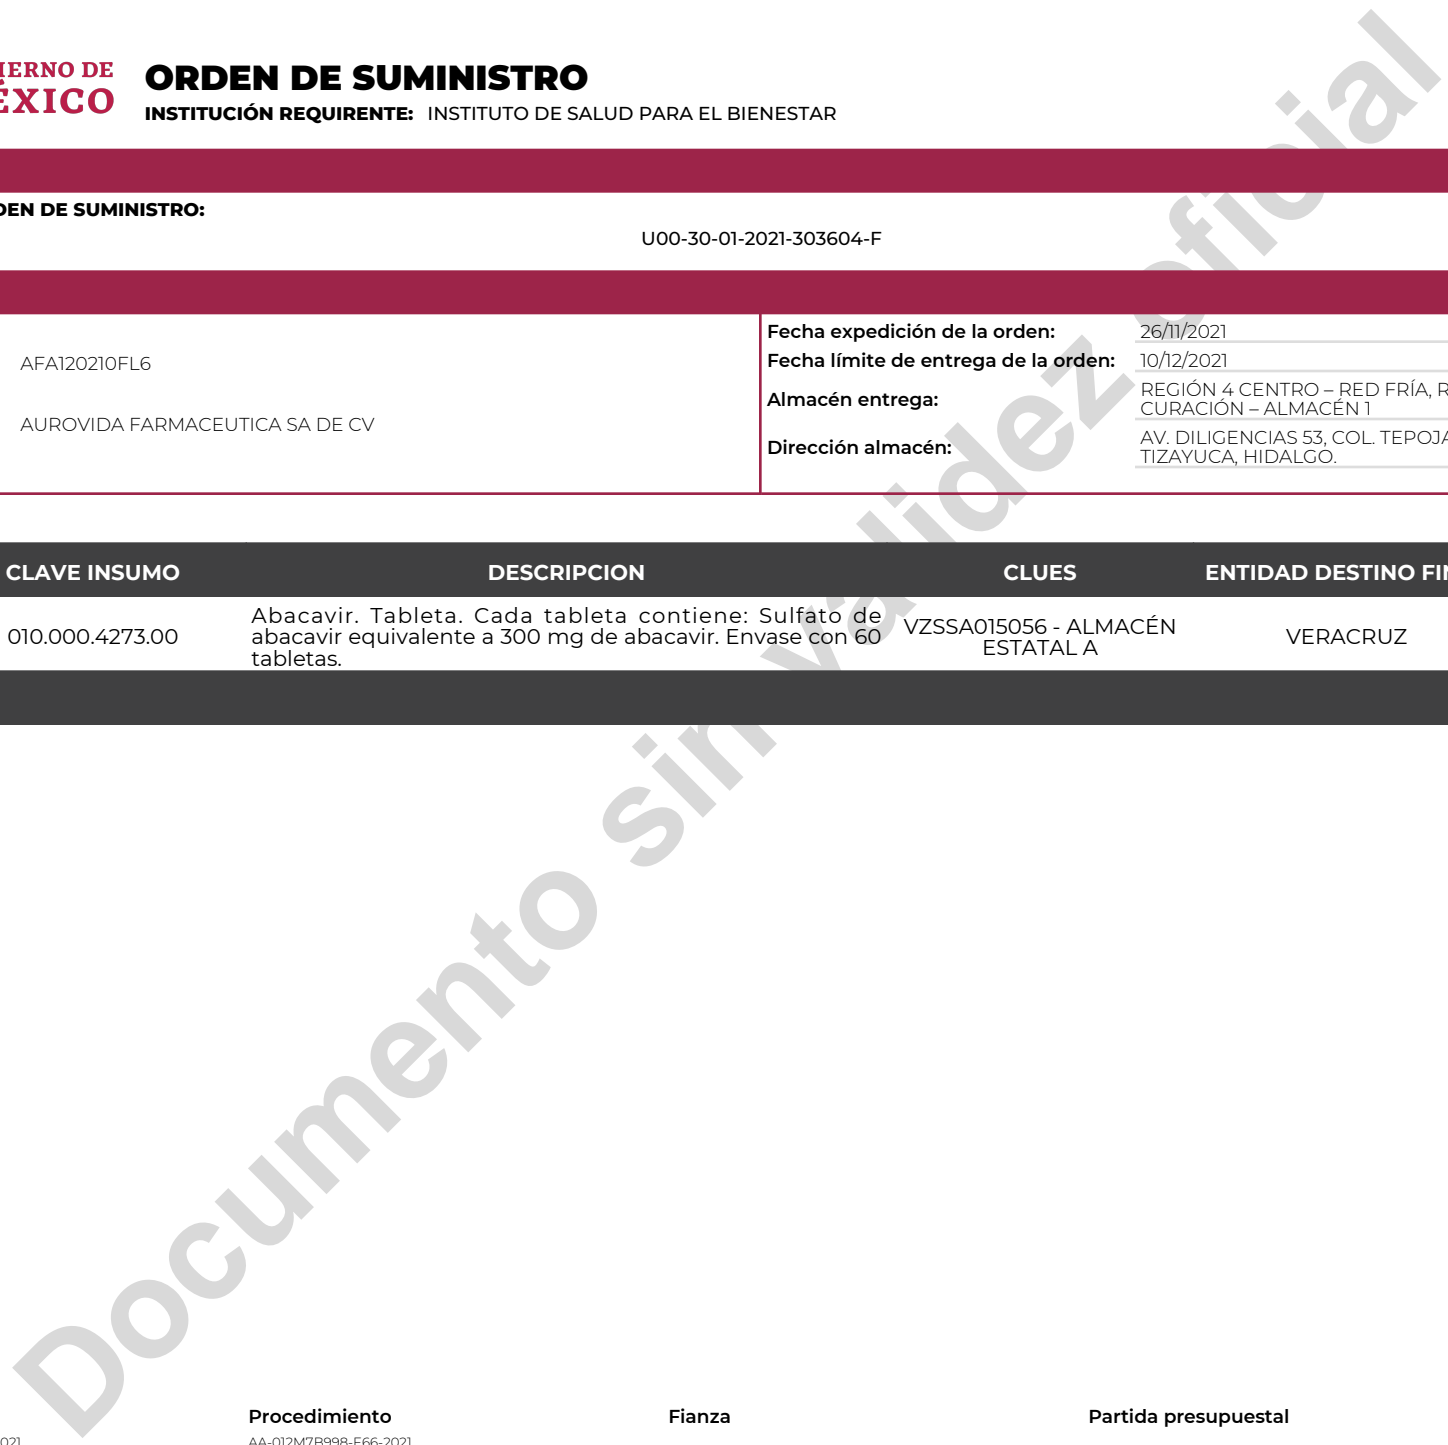 IERNO DE
ÉXICO
ORDEN DE SUMINISTRO
INSTITUCIÓN REQUIRENTE: INSTITUTO DE SALUD PARA EL BIENESTAR
DEN DE SUMINISTRO:
U00-30-01-2021-303604-F
AFA120210FL6
AUROVIDA FARMACEUTICA SA DE CV
Fecha expedición de la orden: 26/11/2021
Fecha límite de entrega de la orden: 10/12/2021
Almacén entrega: REGIÓN 4 CENTRO – RED FRÍA, R
CURACIÓN – ALMACÉN 1
Dirección almacén: AV. DILIGENCIAS 53, COL. TEPOJA
TIZAYUCA, HIDALGO.
CLAVE INSUMO DESCRIPCION CLUES ENTIDAD DESTINO FIN
010.000.4273.00
Abacavir. Tableta. Cada tableta contiene: Sulfato de
abacavir equivalente a 300 mg de abacavir. Envase con 60
tabletas.
VZSSA015056 - ALMACÉN
ESTATAL A
VERACRUZ
Documento sin validez oficial
Procedimiento Fianza Partida presupuestal
021 AA-012M7B998-E66-2021